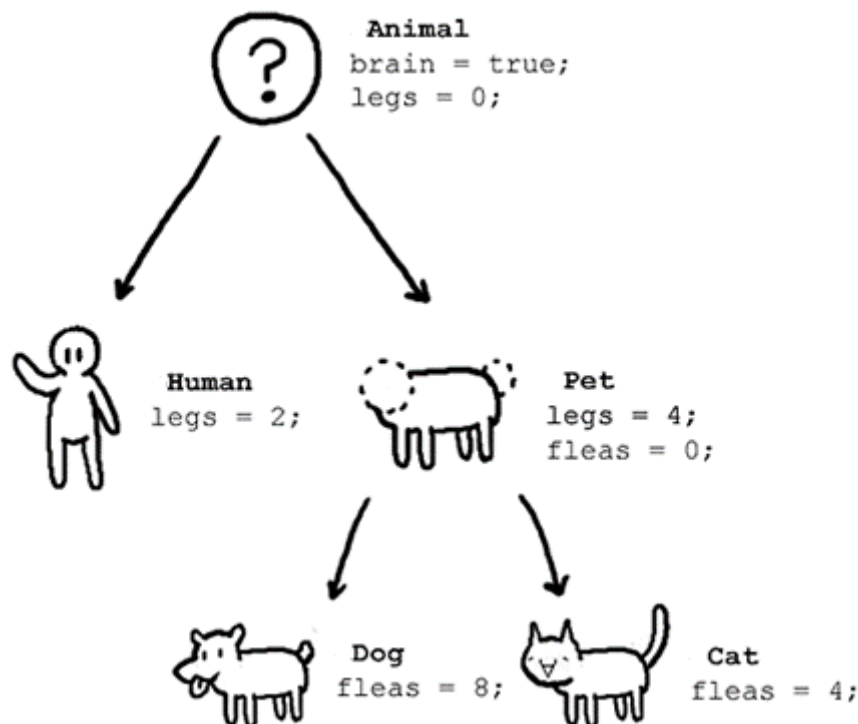 ?
Animal
brain = true;
legs = 0;
Human
legs = 2;
Pet
legs = 4;
fleas = 0;
Dog
fleas = 8;
Cat
fleas = 4;